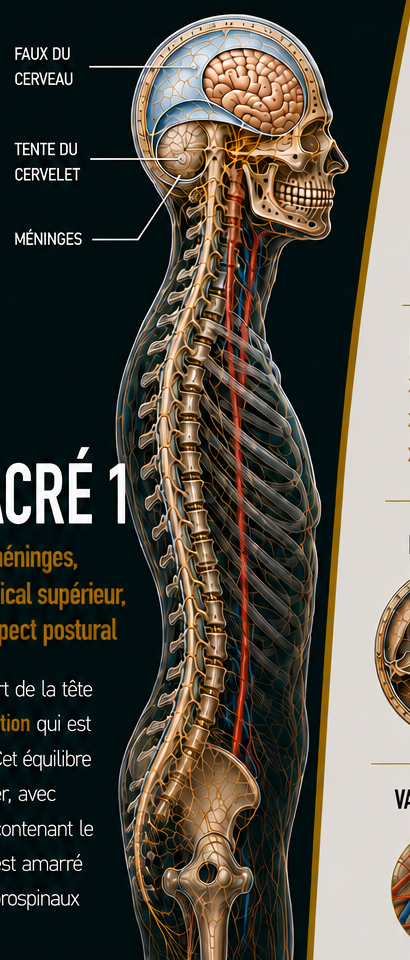 FAUX DU
CERVEAU
TENTE DU
CERVELET
MÉNINGES
ACRÉ 1
méninges,
ical supérieur,
pect postural
rt de la tête
tion qui est
Cet équilibre
er, avec
contenant le
est amarré
rospinaux
VA